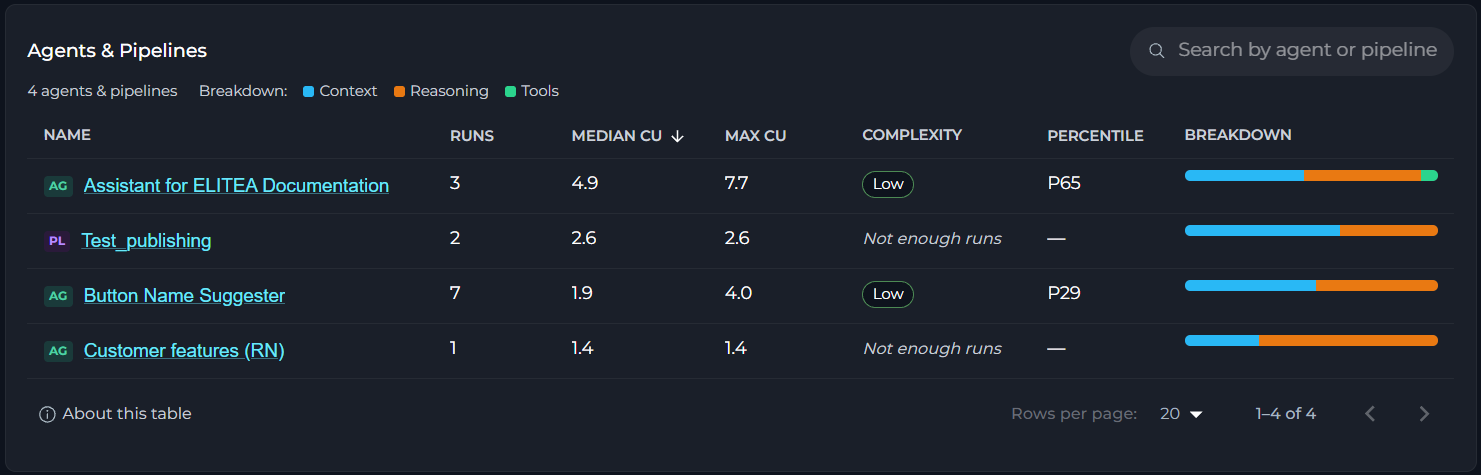 Agents & Pipelines
Search by agent or pipeline
4 agents & pipelines Breakdown: Context Reasoning Tools
NAME RUNS MEDIAN CU ↓ MAX CU COMPLEXITY PERCENTILE BREAKDOWN
AG Assistant for ELITEA Documentation 3 4.9 7.7 Low P65
PL Test_publishing 2 2.6 2.6 Not enough runs —
AG Button Name Suggester 7 1.9 4.0 Low P29
AG Customer features (RN) 1 1.4 1.4 Not enough runs —
About this table Rows per page: 20 1–4 of 4